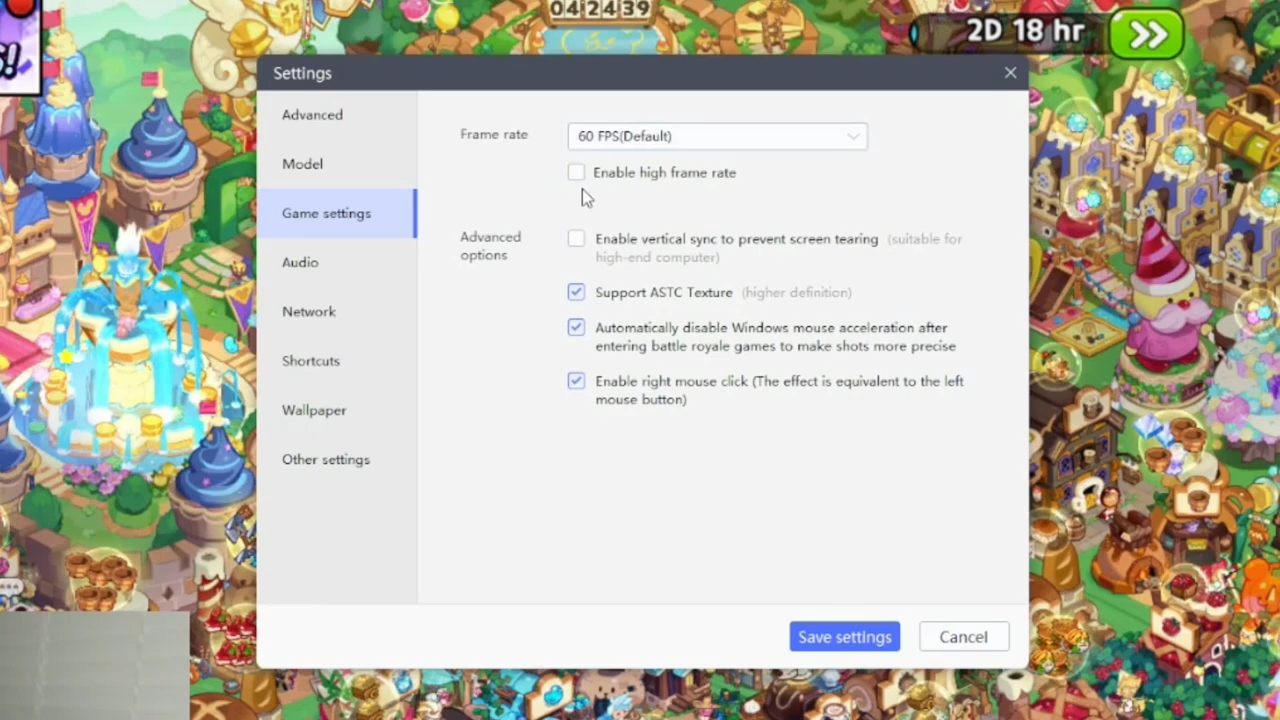 04:24:39
2D 18 hr
!
Settings
Advanced
Model
Game settings
Audio
Network
Shortcuts
Wallpaper
Other settings
Frame rate
60 FPS(Default)
Enable high frame rate
Advanced
options
Enable vertical sync to prevent screen tearing (suitable for
high-end computer)
Support ASTC Texture (higher definition)
Automatically disable Windows mouse acceleration after
entering battle royale games to make shots more precise
Enable right mouse click (The effect is equivalent to the left
mouse button)
Save settings
Cancel